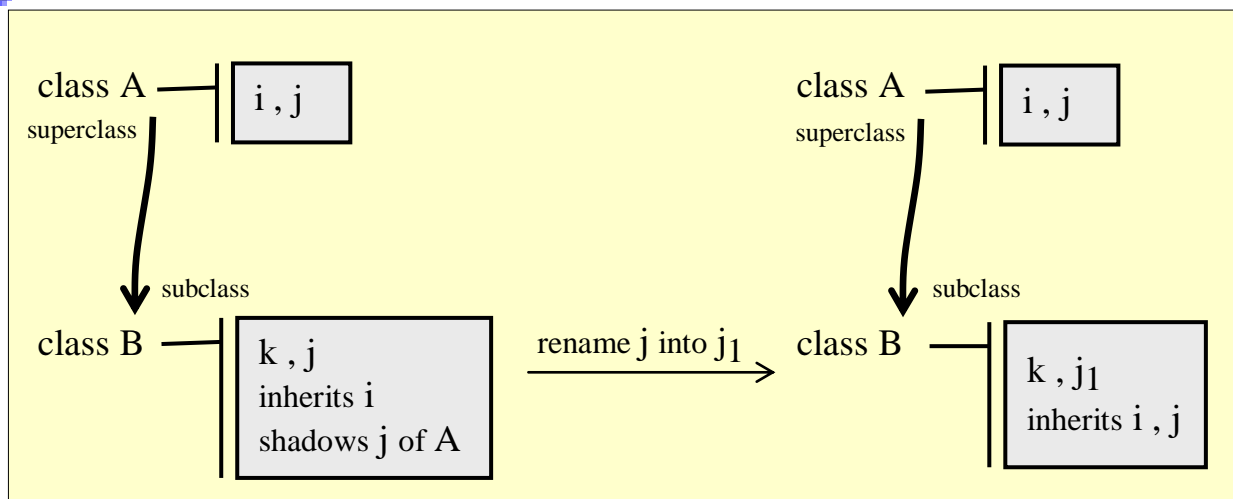 class A
i , j
superclass
subclass
class B
k , j
inherits i
shadows j of A
rename j into j1
class A
i , j
superclass
subclass
class B
k , j1
inherits i , j